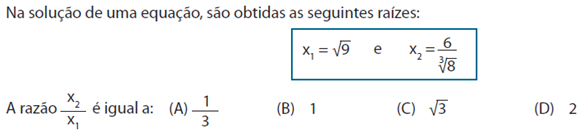 Na solução de uma equação, são obtidas as seguintes raízes:
x₁ = √9 e x₂ = 6/∛8
A razão x₂/x₁ é igual a: (A) 1/3 (B) 1 (C) √3 (D) 2